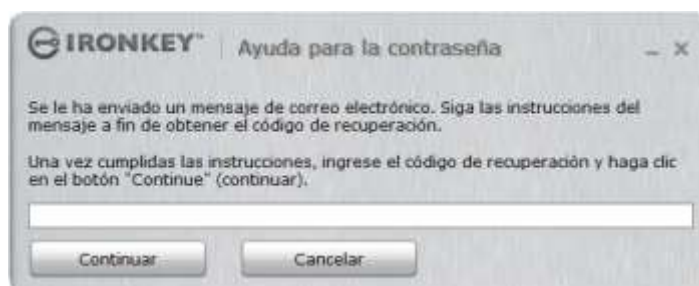 IRONKEY™ Ayuda para la contraseña
Se le ha enviado un mensaje de correo electrónico. Siga las instrucciones del
mensaje a fin de obtener el código de recuperación.
Una vez cumplidas las instrucciones, ingrese el código de recuperación y haga clic
en el botón "Continue" (continuar).
Continuar Cancelar